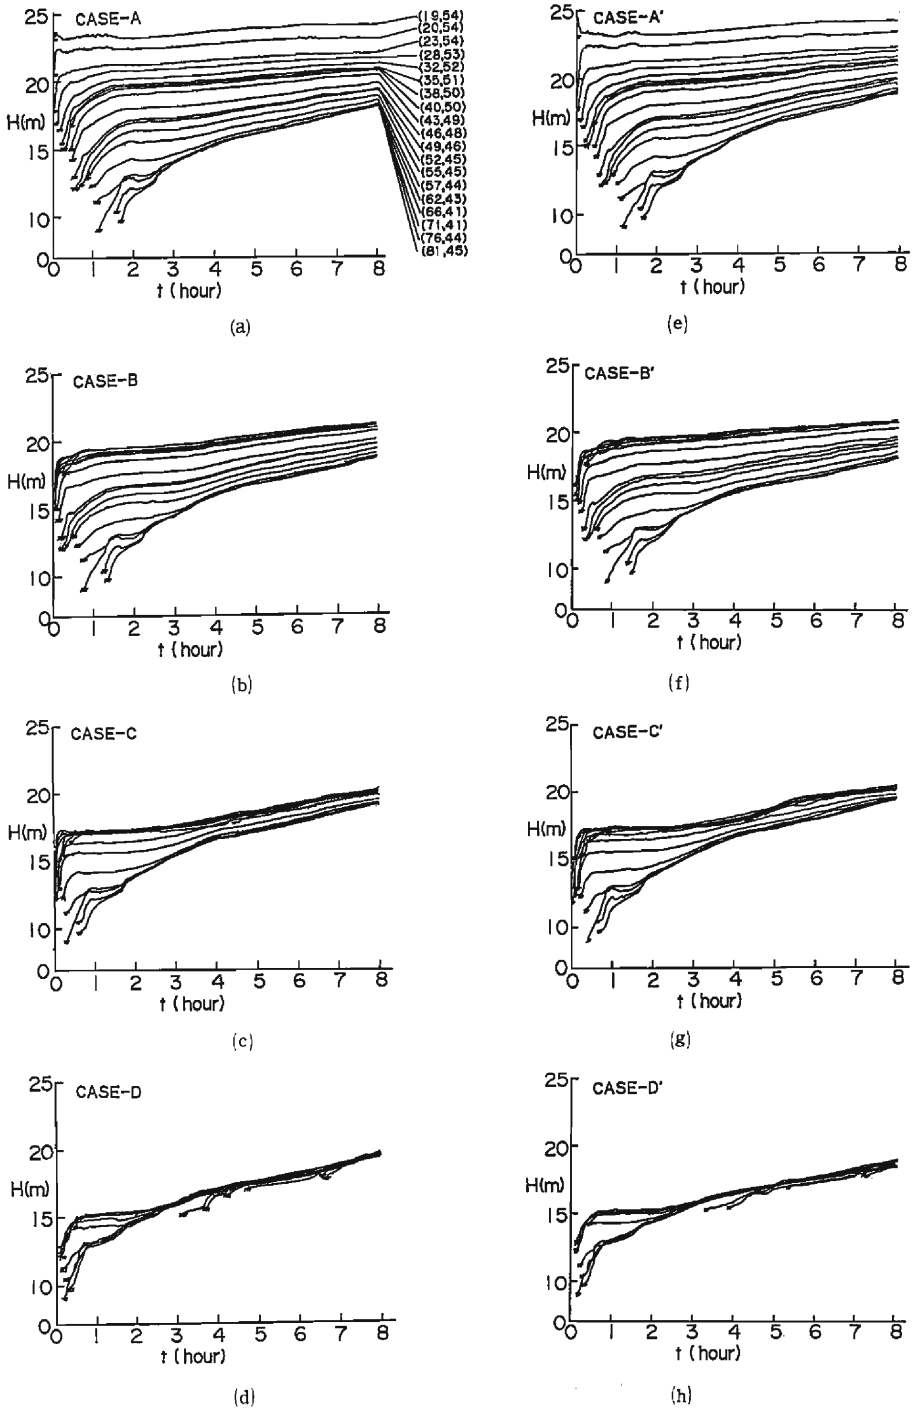 CASE-A
25
20
H(m)
15
10
0
0 1 2 3 4 5 6 7 8
t (hour)
(19,54)
(20,54)
(23,54)
(28,53)
(32,52)
(35,51)
(38,50)
(40,50)
(43,49)
(46,48)
(49,46)
(52,45)
(55,45)
(57,44)
(62,43)
(66,41)
(71,41)
(76,44)
(81,45)
(a)
CASE-A'
25
20
H(m)
15
10
0
0 1 2 3 4 5 6 7 8
t (hour)
(e)
CASE-B
25
20
H(m)
15
10
0
0 1 2 3 4 5 6 7 8
t (hour)
(b)
CASE-B'
25
20
H(m)
15
10
0
0 1 2 3 4 5 6 7 8
t (hour)
(f)
CASE-C
25
20
H(m)
15
10
0
0 1 2 3 4 5 6 7 8
t (hour)
(c)
CASE-C'
25
20
H(m)
15
10
0
0 1 2 3 4 5 6 7 8
t (hour)
(g)
CASE-D
25
20
H(m)
15
10
0
0 1 2 3 4 5 6 7 8
t (hour)
(d)
CASE-D'
25
20
H(m)
15
10
0
0 1 2 3 4 5 6 7 8
t (hour)
(h)